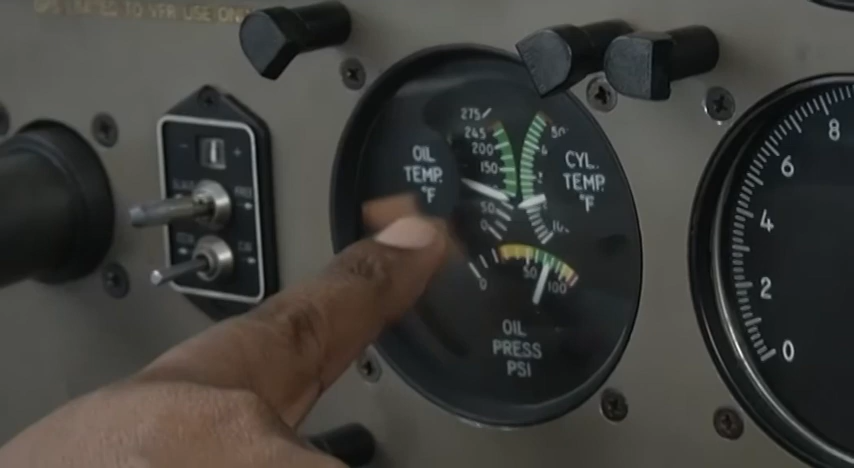 TO VFR USE ONLY
- +
275
245
200
150
50
0
OIL
TEMP.
°F
CYL.
TEMP.
°F
0
50
100
OIL
PRESS
PSI
8
6
4
2
0